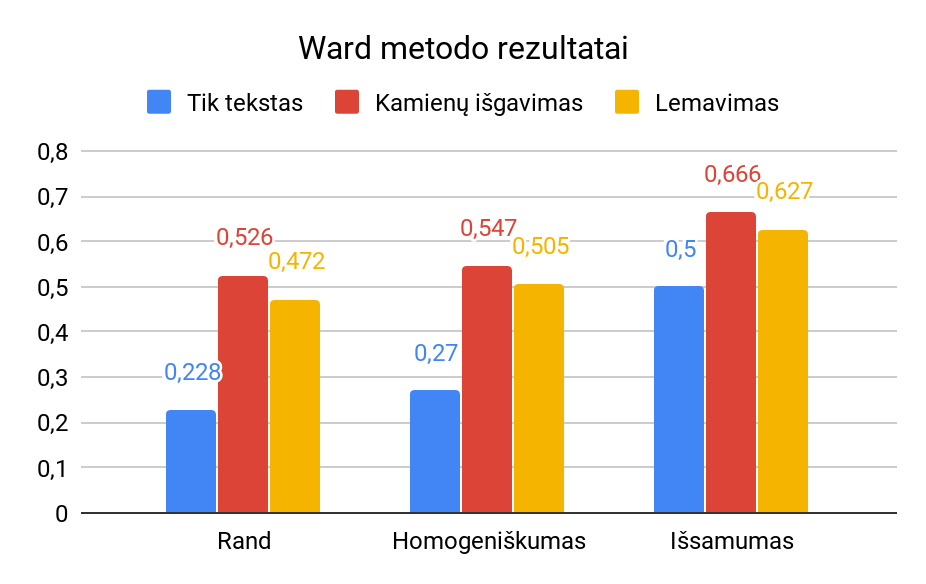 Ward metodo rezultatai
Tik tekstas Kamienų išgavimas Lemavimas
0,8
0,7
0,6
0,5
0,4
0,3
0,2
0,1
0
0,228 0,526 0,472
0,27 0,547 0,505
0,5 0,666 0,627
Rand Homogeniškumas Išsamumas